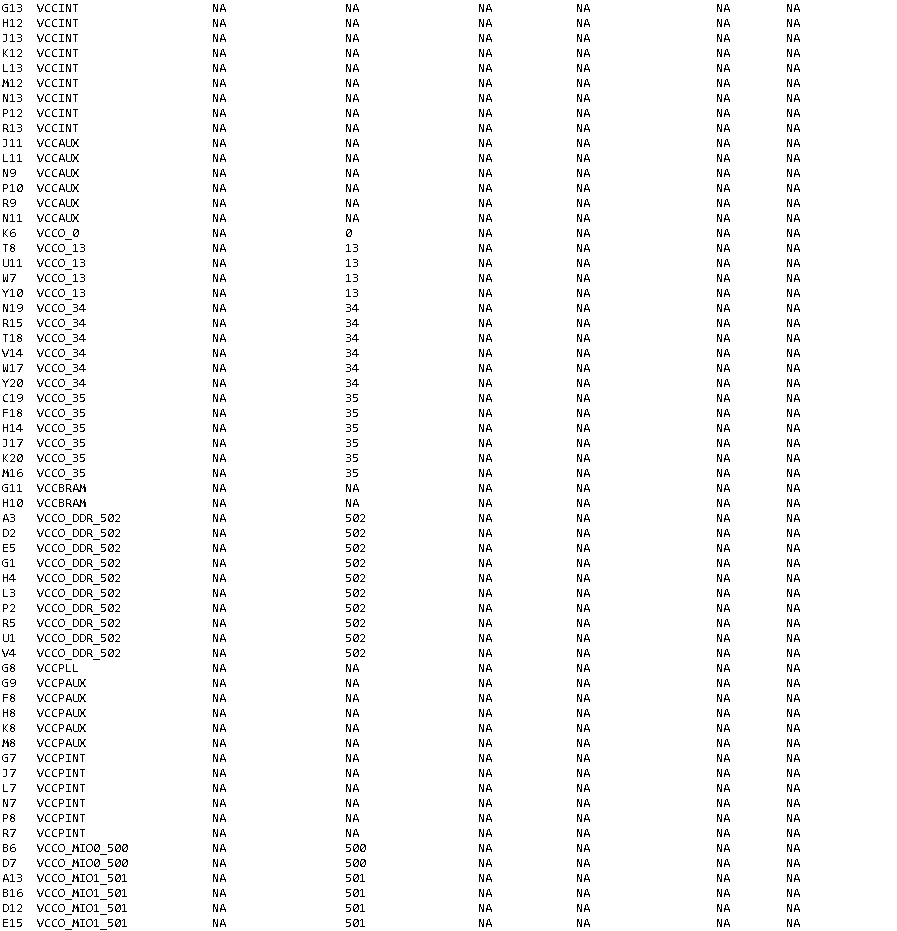 G13 VCCINT NA NA NA NA NA NA
H12 VCCINT NA NA NA NA NA NA
J13 VCCINT NA NA NA NA NA NA
K12 VCCINT NA NA NA NA NA NA
L13 VCCINT NA NA NA NA NA NA
M12 VCCINT NA NA NA NA NA NA
N13 VCCINT NA NA NA NA NA NA
P12 VCCINT NA NA NA NA NA NA
R13 VCCINT NA NA NA NA NA NA
J11 VCCAUX NA NA NA NA NA NA
L11 VCCAUX NA NA NA NA NA NA
N9 VCCAUX NA NA NA NA NA NA
P10 VCCAUX NA NA NA NA NA NA
R9 VCCAUX NA NA NA NA NA NA
N11 VCCAUX NA NA NA NA NA NA
K6 VCCO_0 NA 0 NA NA NA NA
T8 VCCO_13 NA 13 NA NA NA NA
U11 VCCO_13 NA 13 NA NA NA NA
W7 VCCO_13 NA 13 NA NA NA NA
Y10 VCCO_13 NA 13 NA NA NA NA
N19 VCCO_34 NA 34 NA NA NA NA
R15 VCCO_34 NA 34 NA NA NA NA
T18 VCCO_34 NA 34 NA NA NA NA
V14 VCCO_34 NA 34 NA NA NA NA
W17 VCCO_34 NA 34 NA NA NA NA
Y20 VCCO_34 NA 34 NA NA NA NA
C19 VCCO_35 NA 35 NA NA NA NA
F18 VCCO_35 NA 35 NA NA NA NA
H14 VCCO_35 NA 35 NA NA NA NA
J17 VCCO_35 NA 35 NA NA NA NA
K20 VCCO_35 NA 35 NA NA NA NA
M16 VCCO_35 NA 35 NA NA NA NA
G11 VCCBRAM NA NA NA NA NA NA
H10 VCCBRAM NA NA NA NA NA NA
A3 VCCO_DDR_502 NA 502 NA NA NA NA
D2 VCCO_DDR_502 NA 502 NA NA NA NA
E5 VCCO_DDR_502 NA 502 NA NA NA NA
G1 VCCO_DDR_502 NA 502 NA NA NA NA
H4 VCCO_DDR_502 NA 502 NA NA NA NA
L3 VCCO_DDR_502 NA 502 NA NA NA NA
P2 VCCO_DDR_502 NA 502 NA NA NA NA
R5 VCCO_DDR_502 NA 502 NA NA NA NA
U1 VCCO_DDR_502 NA 502 NA NA NA NA
V4 VCCO_DDR_502 NA 502 NA NA NA NA
G8 VCCPLL NA NA NA NA NA NA
G9 VCCPAUX NA NA NA NA NA NA
F8 VCCPAUX NA NA NA NA NA NA
H8 VCCPAUX NA NA NA NA NA NA
K8 VCCPAUX NA NA NA NA NA NA
M8 VCCPAUX NA NA NA NA NA NA
G7 VCCPINT NA NA NA NA NA NA
J7 VCCPINT NA NA NA NA NA NA
L7 VCCPINT NA NA NA NA NA NA
N7 VCCPINT NA NA NA NA NA NA
P8 VCCPINT NA NA NA NA NA NA
R7 VCCPINT NA NA NA NA NA NA
B6 VCCO_MIO0_500 NA 500 NA NA NA NA
D7 VCCO_MIO0_500 NA 500 NA NA NA NA
A13 VCCO_MIO1_501 NA 501 NA NA NA NA
B16 VCCO_MIO1_501 NA 501 NA NA NA NA
D12 VCCO_MIO1_501 NA 501 NA NA NA NA
E15 VCCO_MIO1_501 NA 501 NA NA NA NA